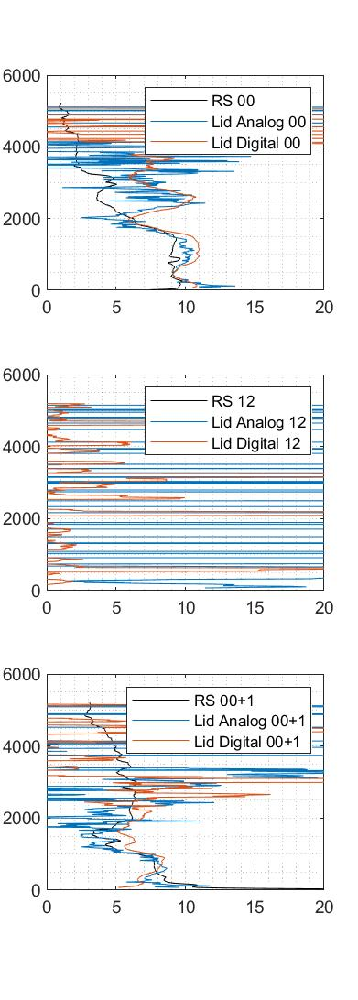 6000
RS 00
Lid Analog 00
Lid Digital 00
4000
2000
0
0 5 10 15 20
6000
RS 12
Lid Analog 12
Lid Digital 12
4000
2000
0
0 5 10 15 20
6000
RS 00+1
Lid Analog 00+1
Lid Digital 00+1
4000
2000
0
0 5 10 15 20